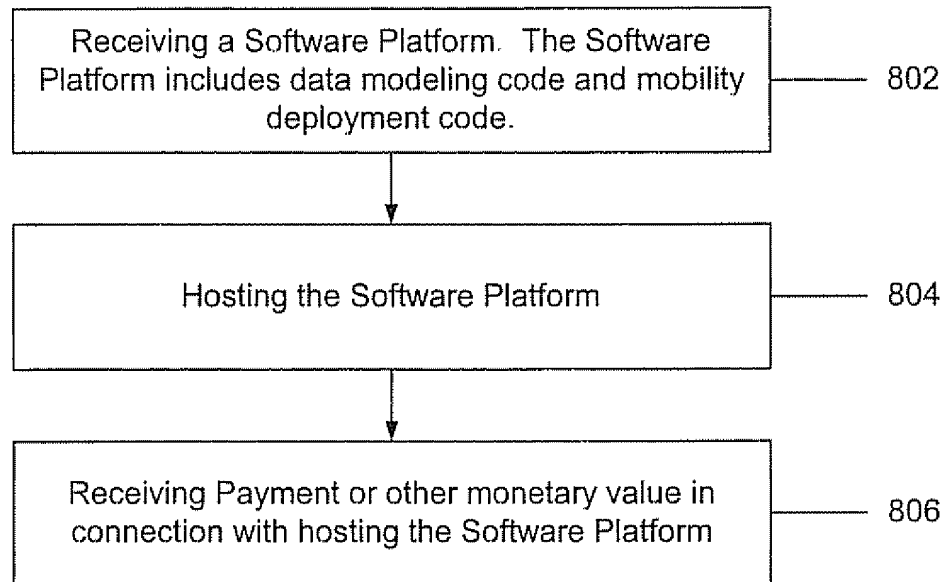 Receiving a Software Platform. The Software
Platform includes data modeling code and mobility
deployment code.
802
Hosting the Software Platform
804
Receiving Payment or other monetary value in
connection with hosting the Software Platform
806